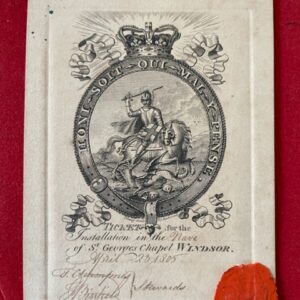 HONI · SOIT · QUI · MAL · Y · PENSE
TICKET for the
Installation in the Nave
of St. Georges Chapel WINDSOR.
April 23. 1805
Stewards